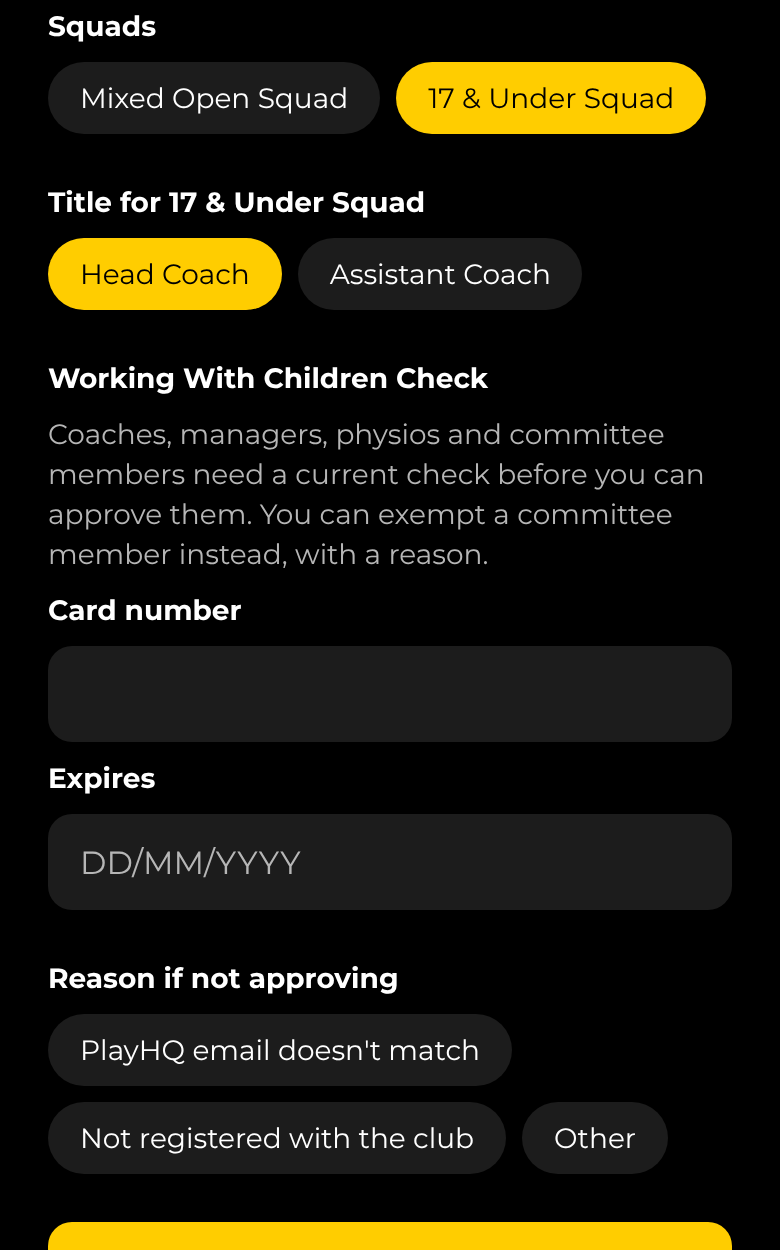 Squads
Mixed Open Squad 17 & Under Squad
Title for 17 & Under Squad
Head Coach Assistant Coach
Working With Children Check
Coaches, managers, physios and committee
members need a current check before you can
approve them. You can exempt a committee
member instead, with a reason.
Card number
Expires
DD/MM/YYYY
Reason if not approving
PlayHQ email doesn't match
Not registered with the club Other